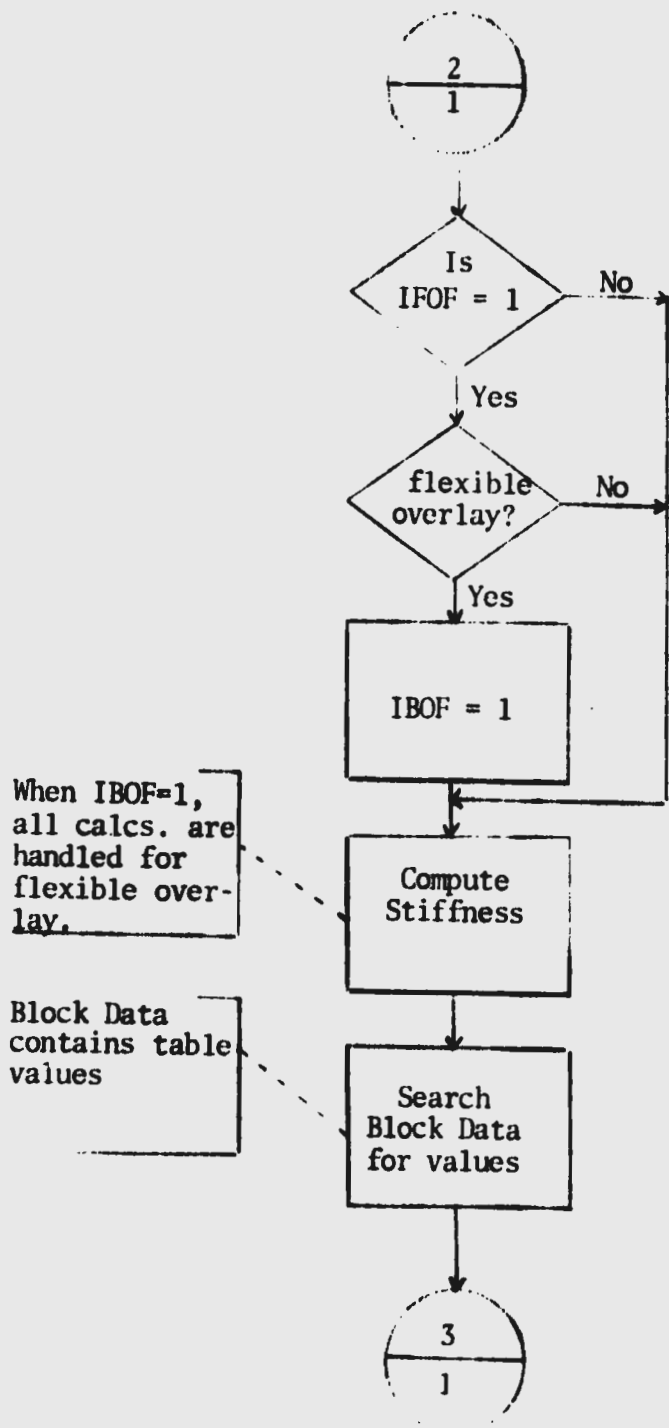 2
1
Is
IFOF = 1
No
Yes
flexible
overlay?
No
Yes
IBOF = 1
When IBOF=1,
all calcs. are
handled for
flexible over-
lay.
Compute
Stiffness
Block Data
contains table
values
Search
Block Data
for values
3
1